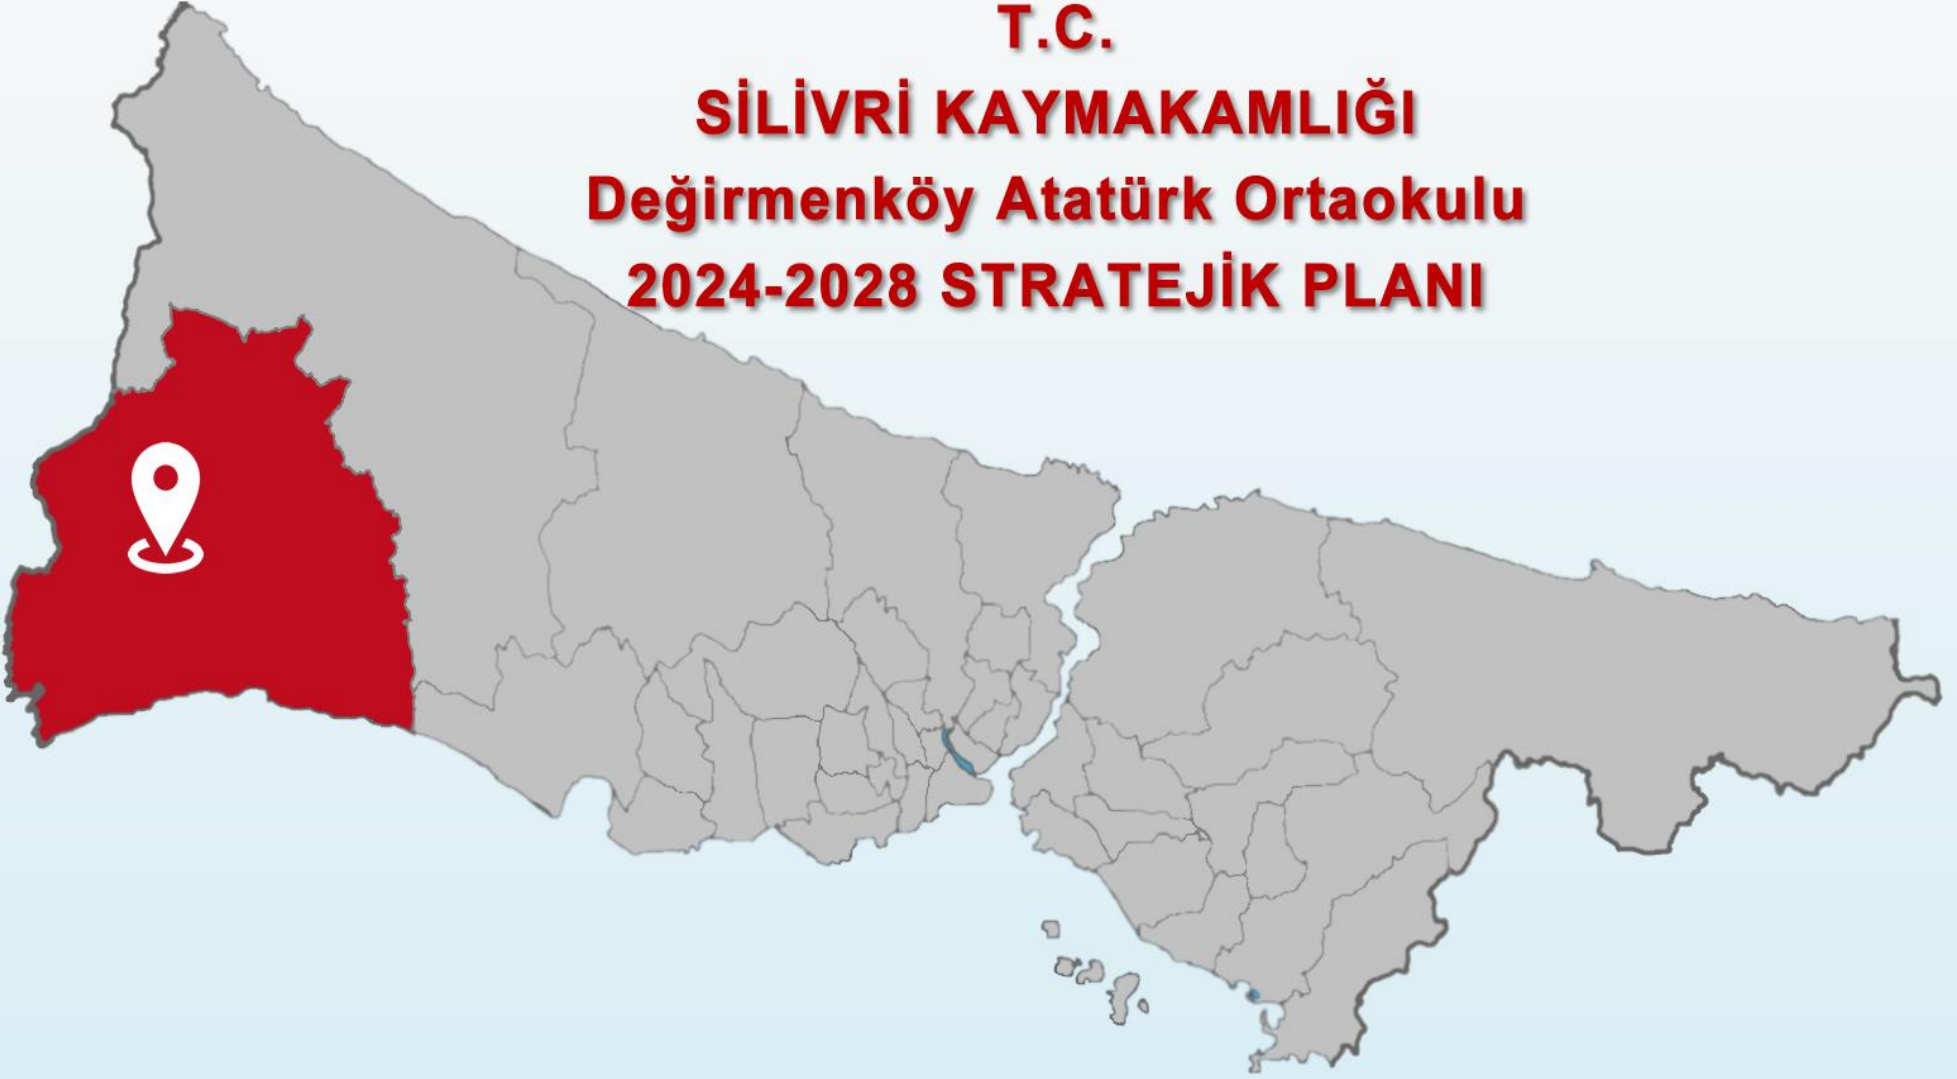 T.C.
SİLİVRİ KAYMAKAMLIĞI
Değirmenköy Atatürk Ortaokulu
2024-2028 STRATEJİK PLANI